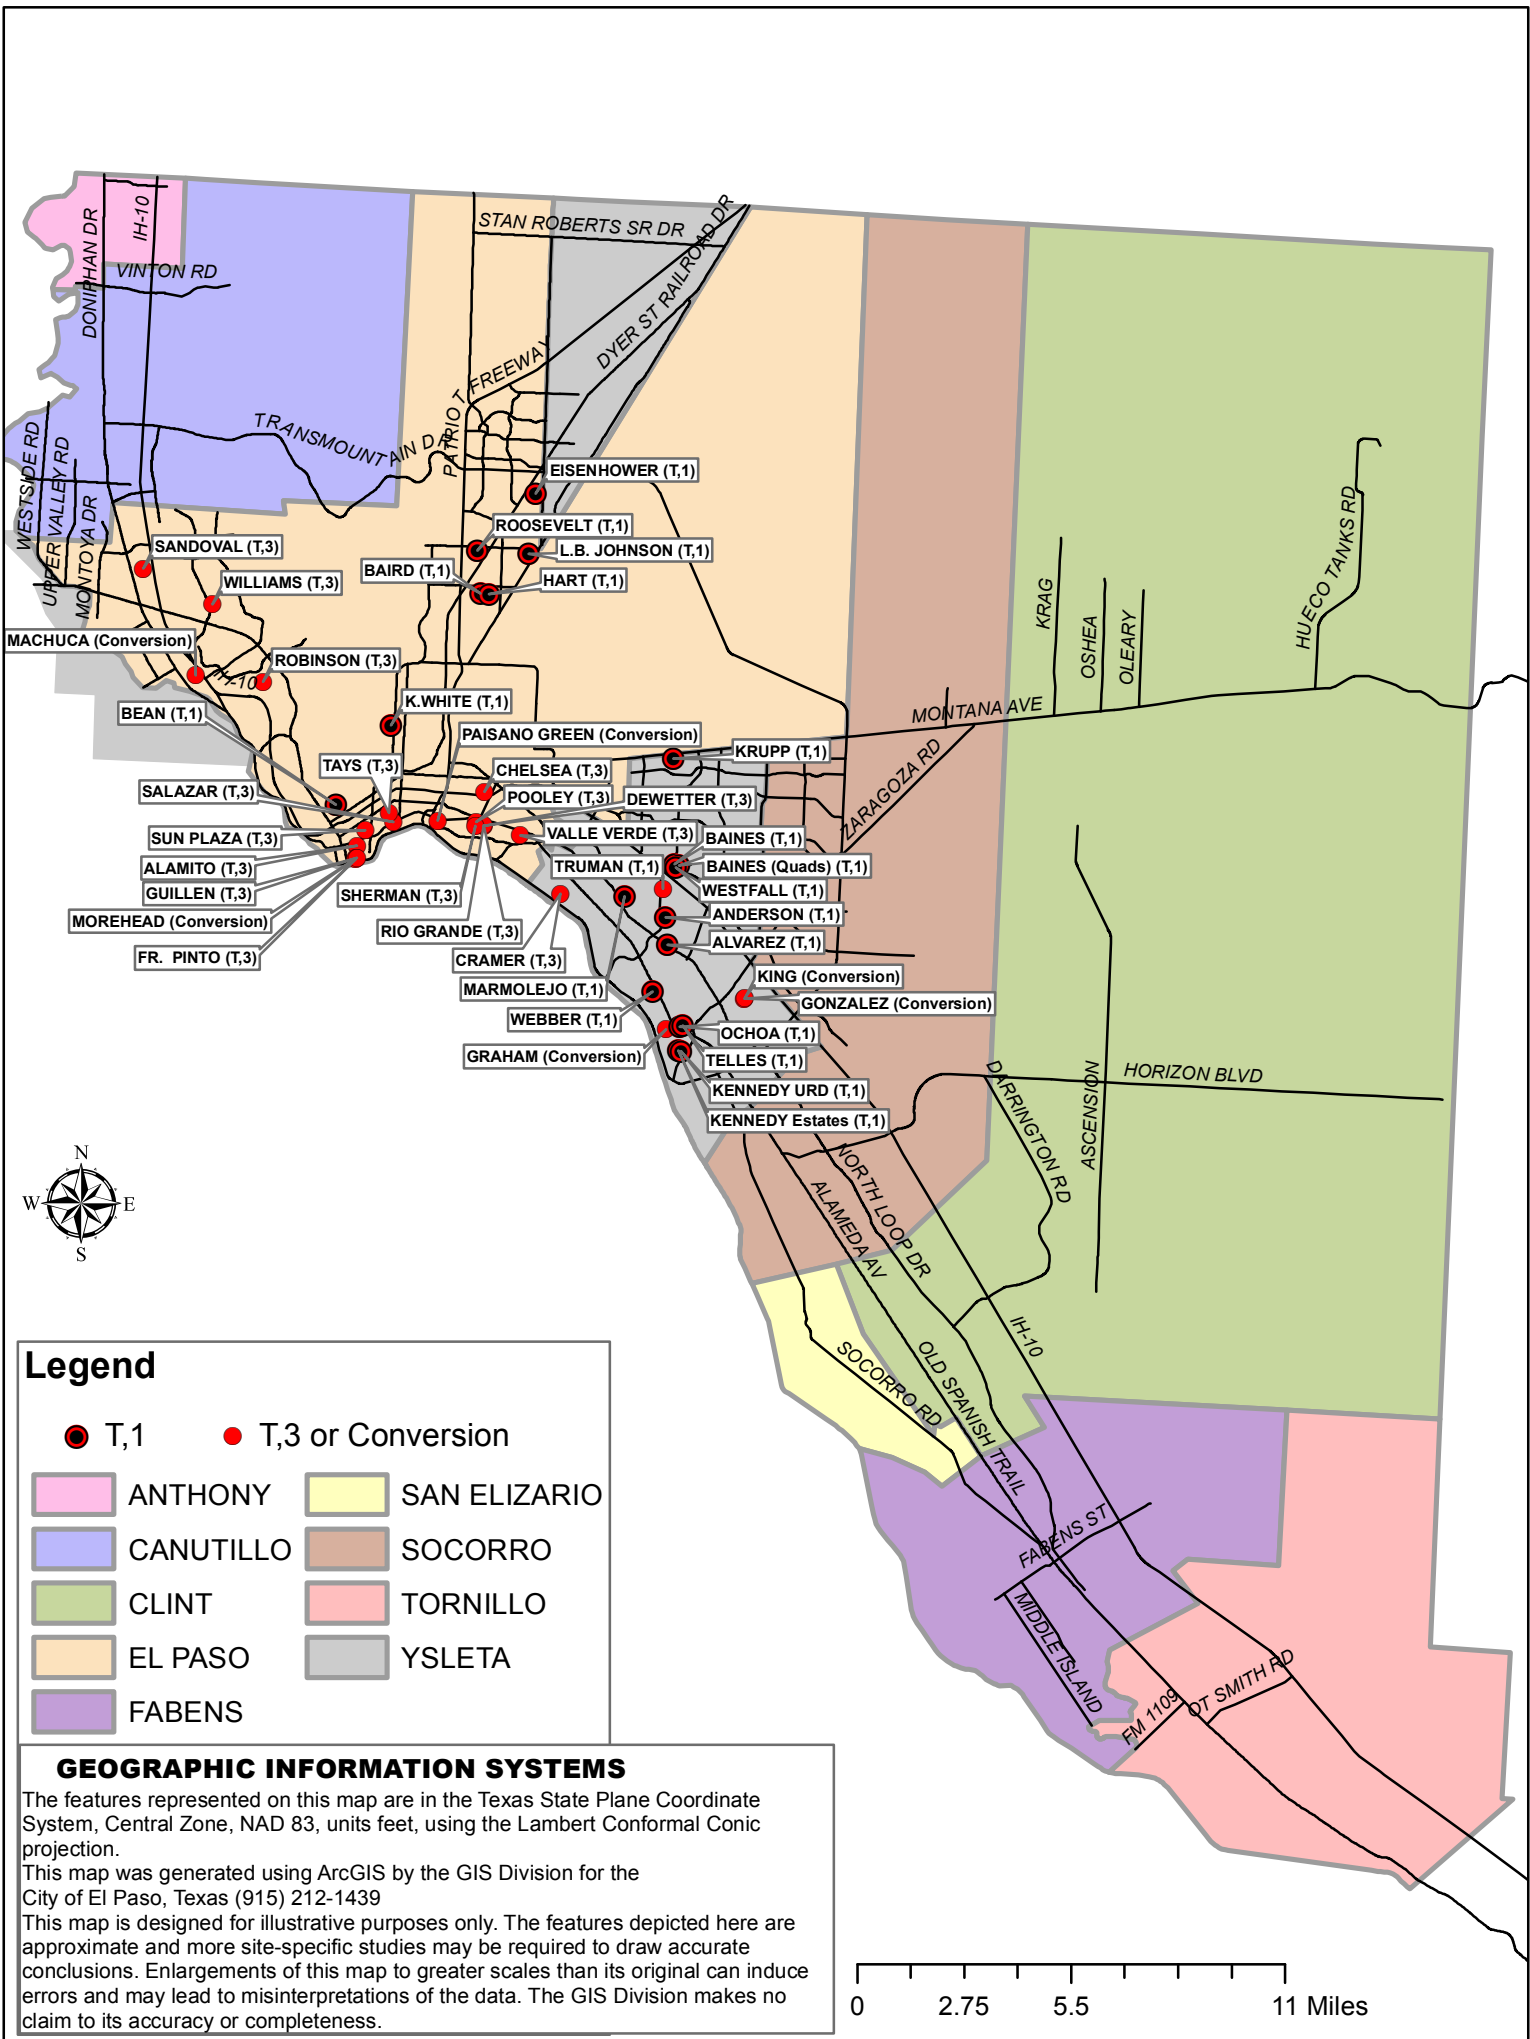 STAN ROBERTS SR DR
DONIPHAN DR
IH-10
VINTON RD
DYER ST RAILROAD DR
PATRIOT FREEWAY
TRANSMOUNTAIN DR
WESTSIDE RD
UPPER VALLEY RD
MONTOYA DR
EISENHOWER (T,1)
ROOSEVELT (T,1)
L.B. JOHNSON (T,1)
BAIRD (T,1)
HART (T,1)
SANDOVAL (T,3)
WILLIAMS (T,3)
MACHUCA (Conversion)
ROBINSON (T,3)
IH-10
K.WHITE (T,1)
BEAN (T,1)
PAISANO GREEN (Conversion)
KRUPP (T,1)
TAYS (T,3)
CHELSEA (T,3)
SALAZAR (T,3)
POOLEY (T,3)
DEWETTER (T,3)
SUN PLAZA (T,3)
VALLE VERDE (T,3)
BAINES (T,1)
ALAMITO (T,3)
TRUMAN (T,1)
BAINES (Quads) (T,1)
GUILLEN (T,3)
SHERMAN (T,3)
WESTFALL (T,1)
MOREHEAD (Conversion)
ANDERSON (T,1)
RIO GRANDE (T,3)
ALVAREZ (T,1)
FR.  PINTO (T,3)
CRAMER (T,3)
KING (Conversion)
MARMOLEJO (T,1)
GONZALEZ (Conversion)
WEBBER (T,1)
OCHOA (T,1)
GRAHAM (Conversion)
TELLES (T,1)
KENNEDY URD (T,1)
KENNEDY Estates (T,1)
KRAG
OSHEA
OLEARY
HUECO TANKS RD
MONTANA AVE
ZARAGOZA RD
HORIZON BLVD
DARRINGTON RD
ASCENSION
NORTH LOOP DR
ALAMEDA AV
IH-10
SOCORRO RD
OLD SPANISH TRAIL
FABENS ST
MIDDLE ISLAND
FM 1109
OT SMITH RD
N
W
E
S
Legend
T,1
T,3 or Conversion
ANTHONY
SAN ELIZARIO
CANUTILLO
SOCORRO
CLINT
TORNILLO
EL PASO
YSLETA
FABENS
GEOGRAPHIC INFORMATION SYSTEMS
The features represented on this map are in the Texas State Plane Coordinate
System, Central Zone, NAD 83, units feet, using the Lambert Conformal Conic
projection.
This map was generated using ArcGIS by the GIS Division for the
City of El Paso, Texas (915) 212-1439
This map is designed for illustrative purposes only. The features depicted here are
approximate and more site-specific studies may be required to draw accurate
conclusions. Enlargements of this map to greater scales than its original can induce
errors and may lead to misinterpretations of the data. The GIS Division makes no
claim to its accuracy or completeness.
0 2.75 5.5 11 Miles